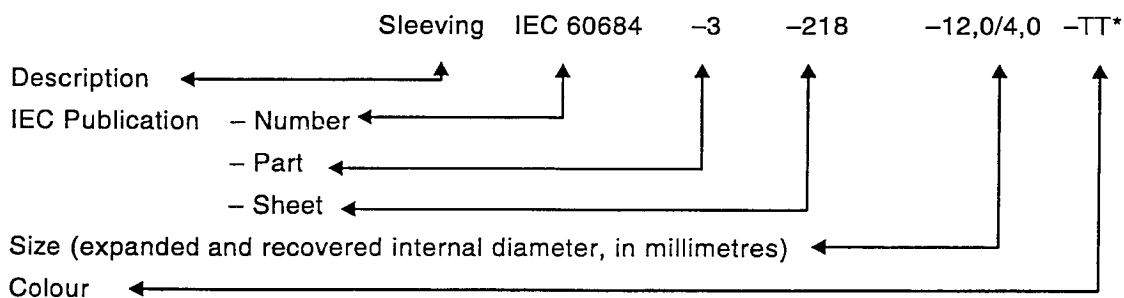 Sleeving IEC 60684 –3 –218 –12,0/4,0 –TT*
Description
IEC Publication – Number
– Part
– Sheet
Size (expanded and recovered internal diameter, in millimetres)
Colour